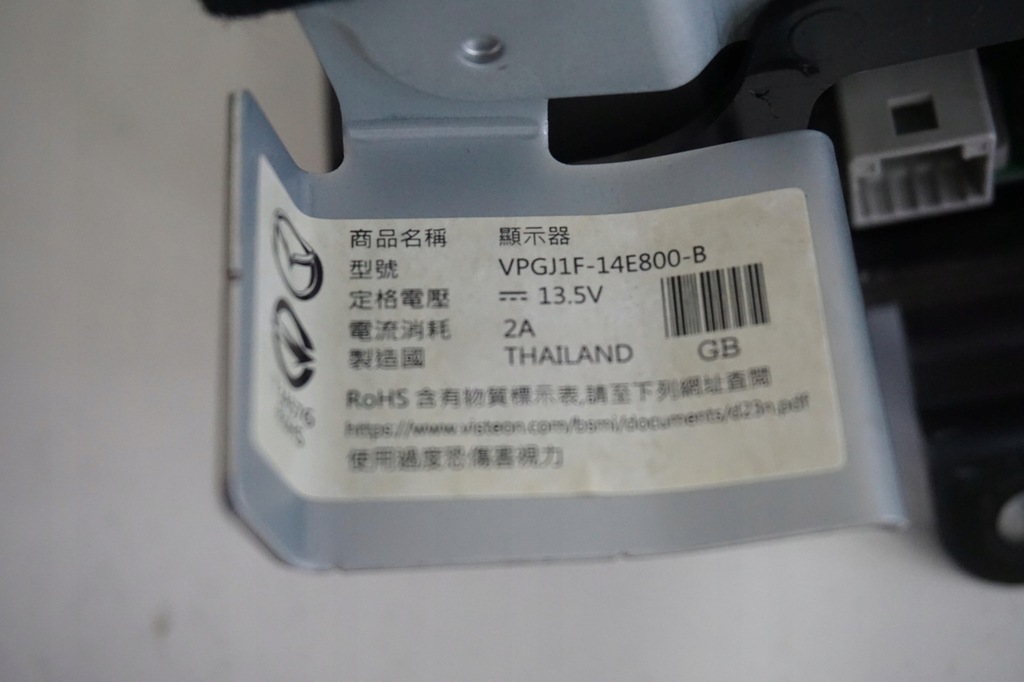 商品名稱 顯示器
型號 VPGJ1F-14E800-B
定格電壓 ⎓ 13.5V
電流消耗 2A
製造國 THAILAND
GB
RoHS 含有物質標示表,請至下列網址查閱
https://www.visteon.com/bsmi/documents/d23n.pdf
使用過度恐傷害視力